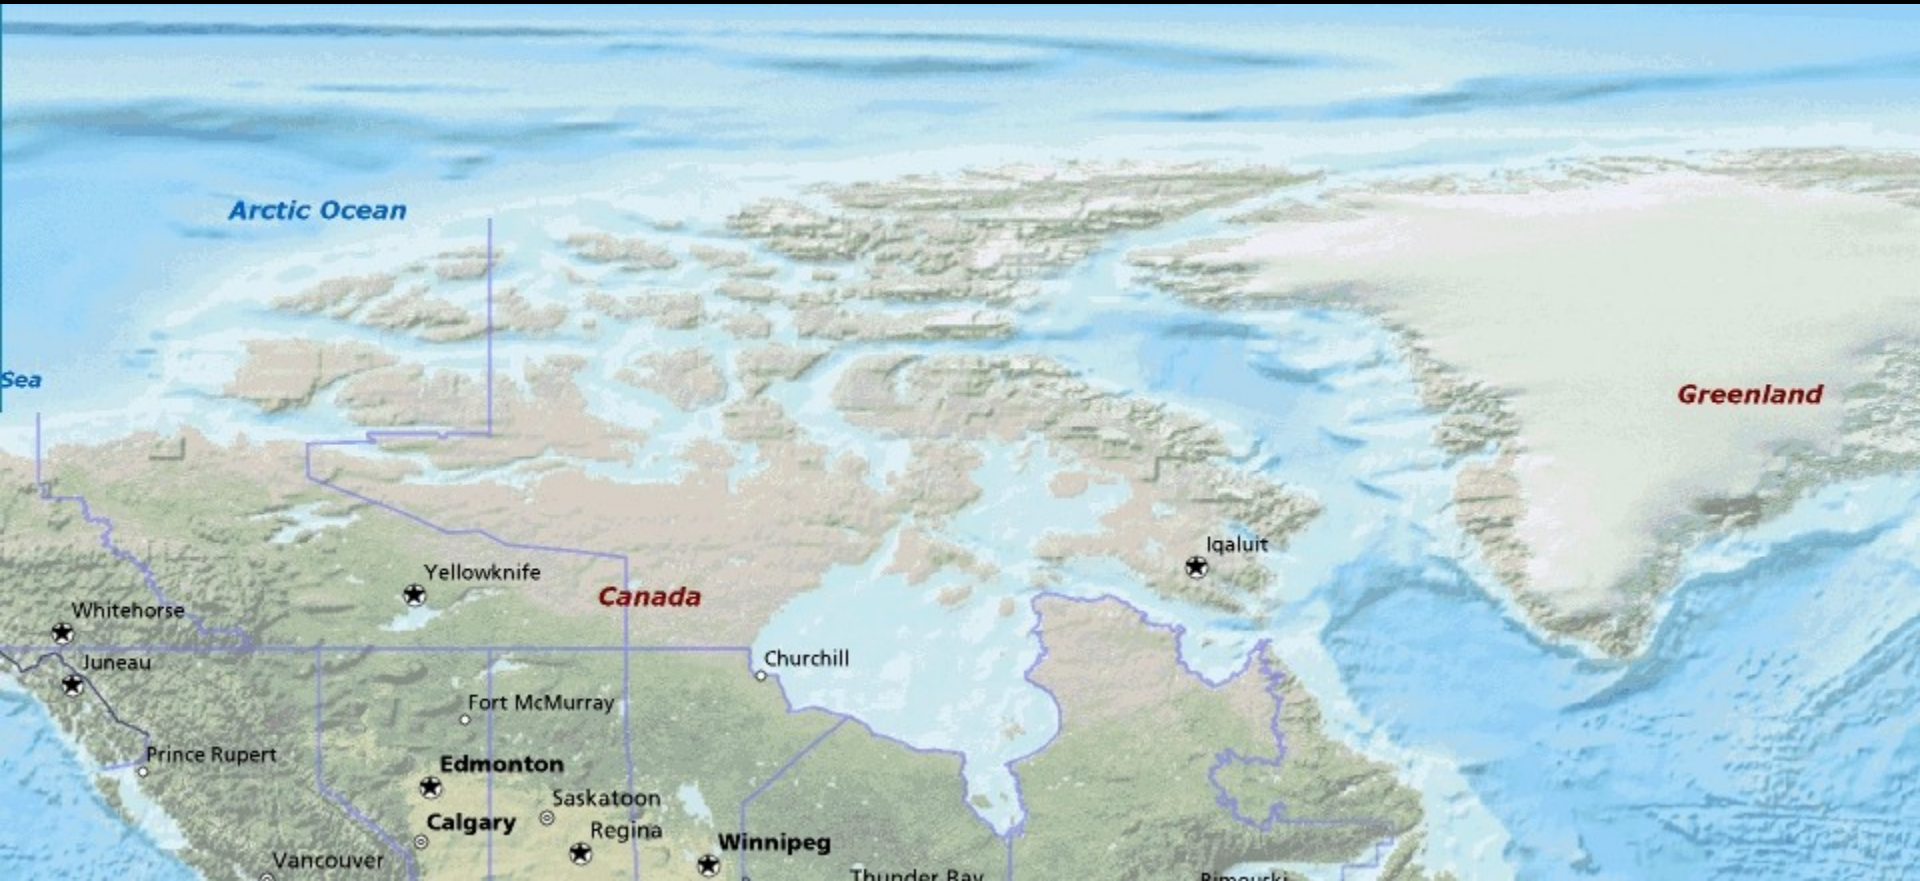 Arctic Ocean
Sea
Greenland
Iqaluit
Yellowknife
Canada
Whitehorse
Juneau
Churchill
Fort McMurray
Prince Rupert
Edmonton
Saskatoon
Calgary
Regina
Winnipeg
Vancouver
Thunder Bay
Rimouski